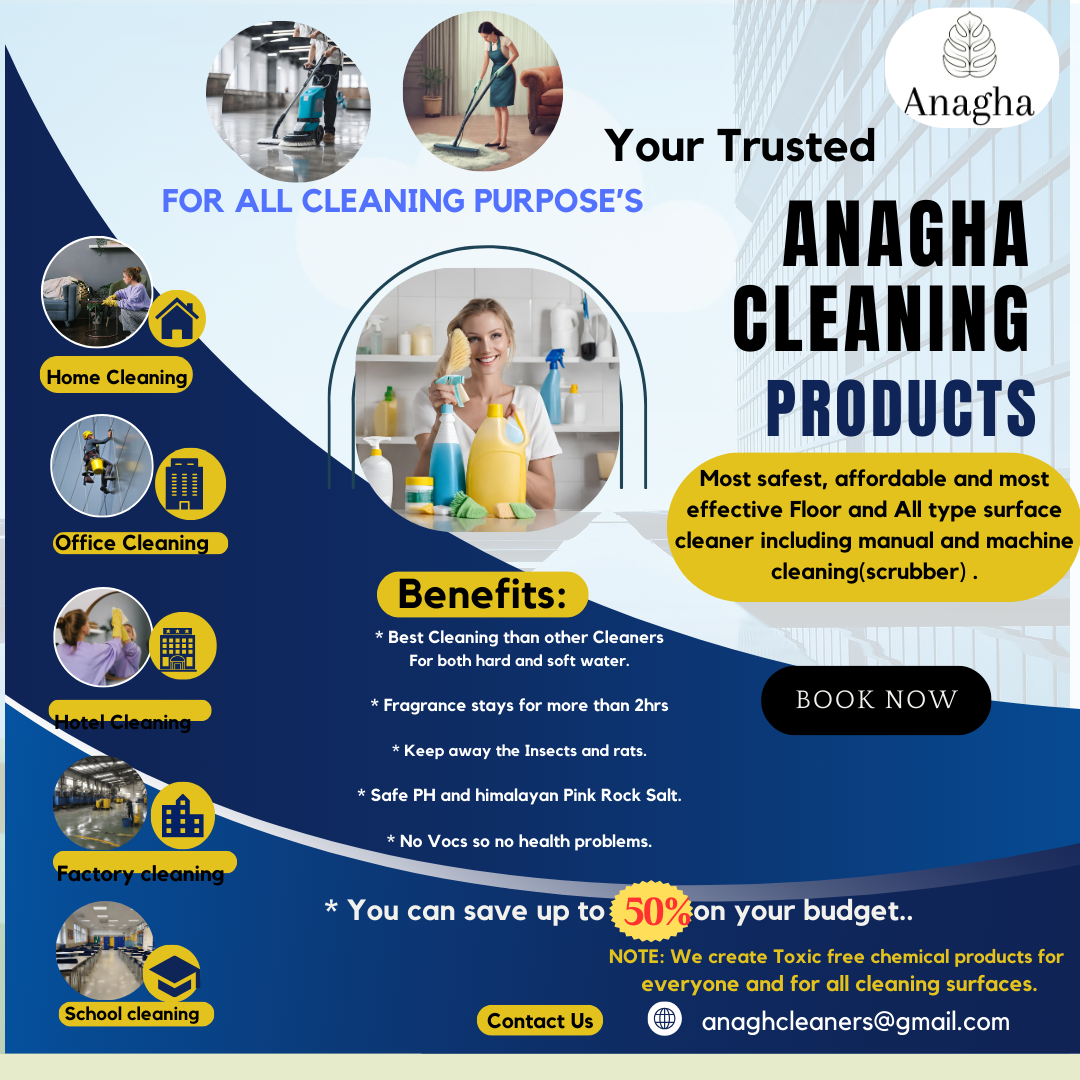 Anagha
Your Trusted
FOR ALL CLEANING PURPOSE'S
ANAGHA
CLEANING
PRODUCTS
Most safest, affordable and most
effective Floor and All type surface
cleaner including manual and machine
cleaning(scrubber) .
BOOK NOW
Home Cleaning
Office Cleaning
Hotel Cleaning
Factory cleaning
School cleaning
Benefits:
* Best Cleaning than other Cleaners
For both hard and soft water.
* Fragrance stays for more than 2hrs
* Keep away the Insects and rats.
* Safe PH and himalayan Pink Rock Salt.
* No Vocs so no health problems.
* You can save up to 50% on your budget..
NOTE: We create Toxic free chemical products for
everyone and for all cleaning surfaces.
Contact Us
anaghcleaners@gmail.com